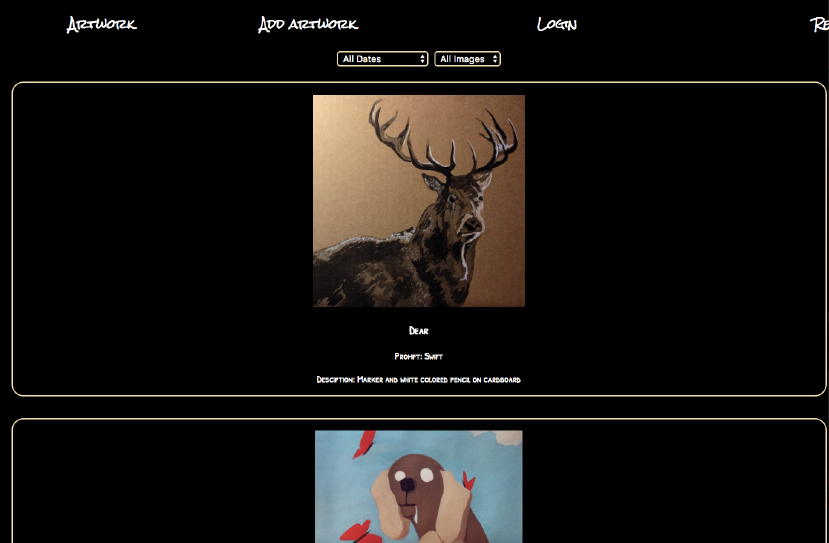 Artwork Add artwork Login Re
All Dates All Images
Dear
Prompt: Swift
Desciption: Marker and white colored pencil on cardboard